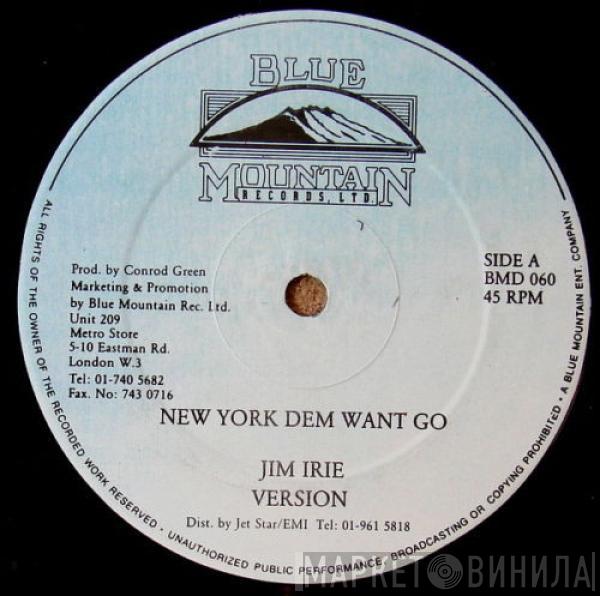 BLUE
MOUNTAIN
RECORDS, LTD.
SIDE A
BMD 060
45 RPM
Prod. by Conrod Green
Marketing & Promotion
by Blue Mountain Rec. Ltd.
Unit 209
Metro Store
5-10 Eastman Rd.
London W.3
Tel: 01-740 5682
Fax. No: 743 0716
NEW YORK DEM WANT GO
JIM IRIE
VERSION
Dist. by Jet Star/EMI Tel: 01-961 5818
ALL RIGHTS OF THE OWNER OF THE RECORDED WORK RESERVED • UNAUTHORIZED PUBLIC PERFORMANCE, BROADCASTING OR COPYING PROHIBITED • A BLUE MOUNTAIN ENT. COMPANY
МАРКЕТ ВИНИЛА